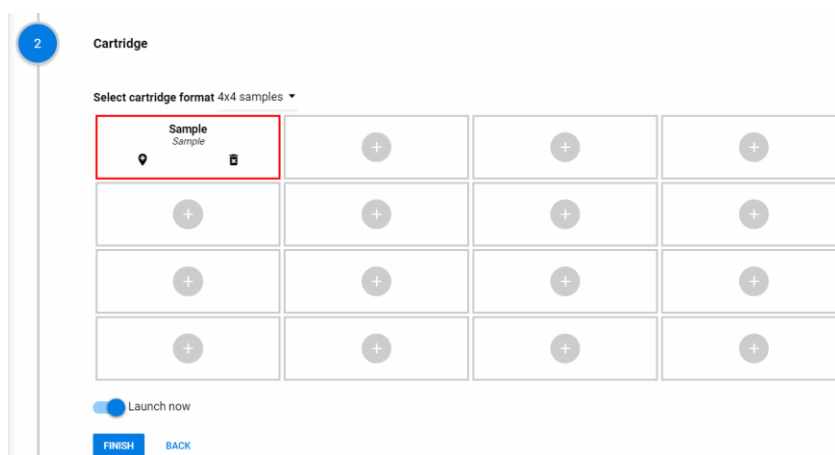 2
Cartridge
Select cartridge format 4x4 samples
Sample
Sample
Launch now
FINISH BACK